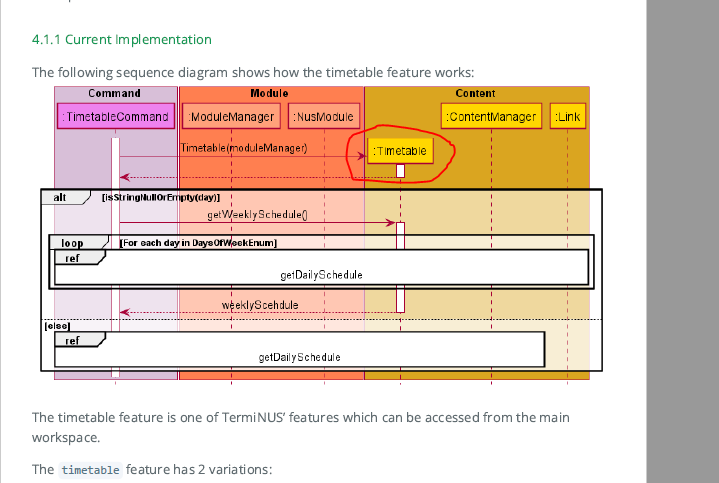 4.1.1 Current Implementation
The following sequence diagram shows how the timetable feature works:
Command
Module
Content
:TimetableCommand
:ModuleManager
:NusModule
:ContentManager
:Link
Timetable(moduleManager)
:Timetable
alt
[isStringNullOrEmpty(day)]
getWeeklySchedule()
loop
[For each day in DaysOfWeekEnum]
ref
getDailySchedule
weeklyScehdule
[else]
ref
getDailySchedule
The timetable feature is one of TermiNUS’ features which can be accessed from the main
workspace.
The timetable feature has 2 variations: